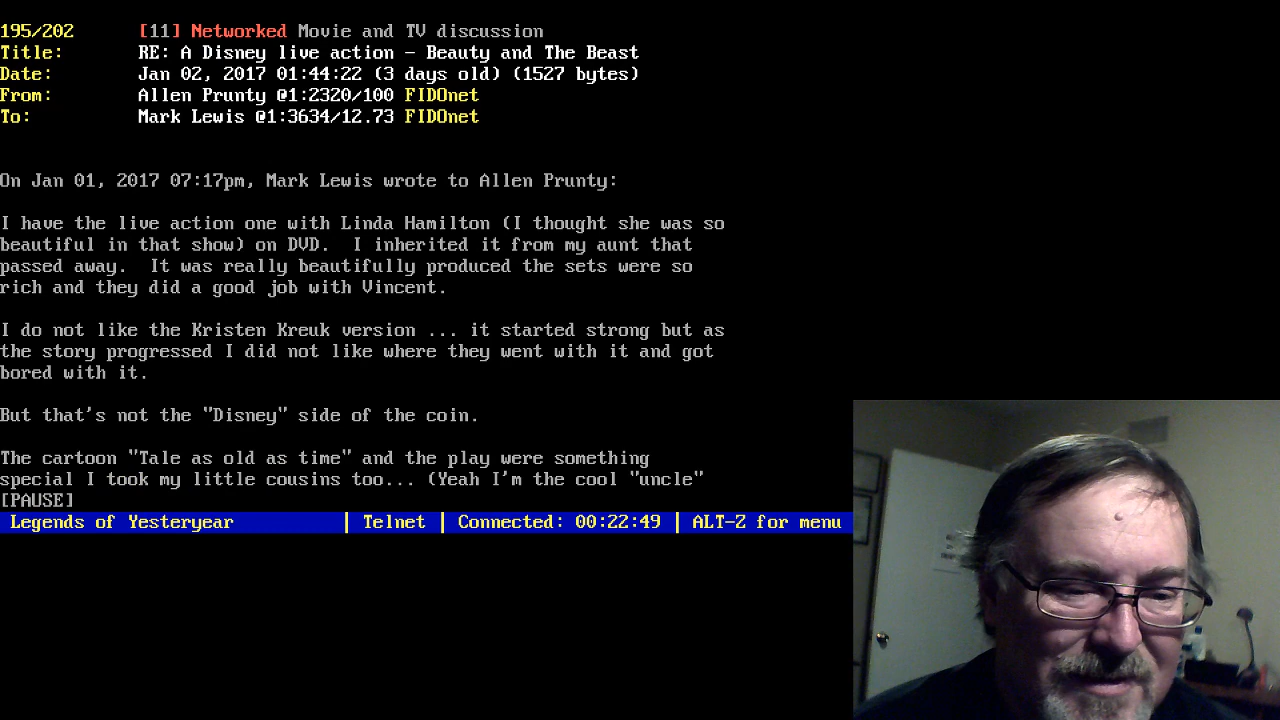 195/202 [11] Networked Movie and TV discussion
Title: RE: A Disney live action - Beauty and The Beast
Date: Jan 02, 2017 01:44:22 (3 days old) (1527 bytes)
From: Allen Prunty @1:2320/100 FIDOnet
To: Mark Lewis @1:3634/12.73 FIDOnet
On Jan 01, 2017 07:17pm, Mark Lewis wrote to Allen Prunty:
I have the live action one with Linda Hamilton (I thought she was so
beautiful in that show) on DVD.  I inherited it from my aunt that
passed away.  It was really beautifully produced the sets were so
rich and they did a good job with Vincent.
I do not like the Kristen Kreuk version ... it started strong but as
the story progressed I did not like where they went with it and got
bored with it.
But that's not the "Disney" side of the coin.
The cartoon "Tale as old as time" and the play were something
special I took my little cousins too... (Yeah I'm the cool "uncle"
[PAUSE]
Legends of Yesteryear | Telnet | Connected: 00:22:49 | ALT-Z for menu